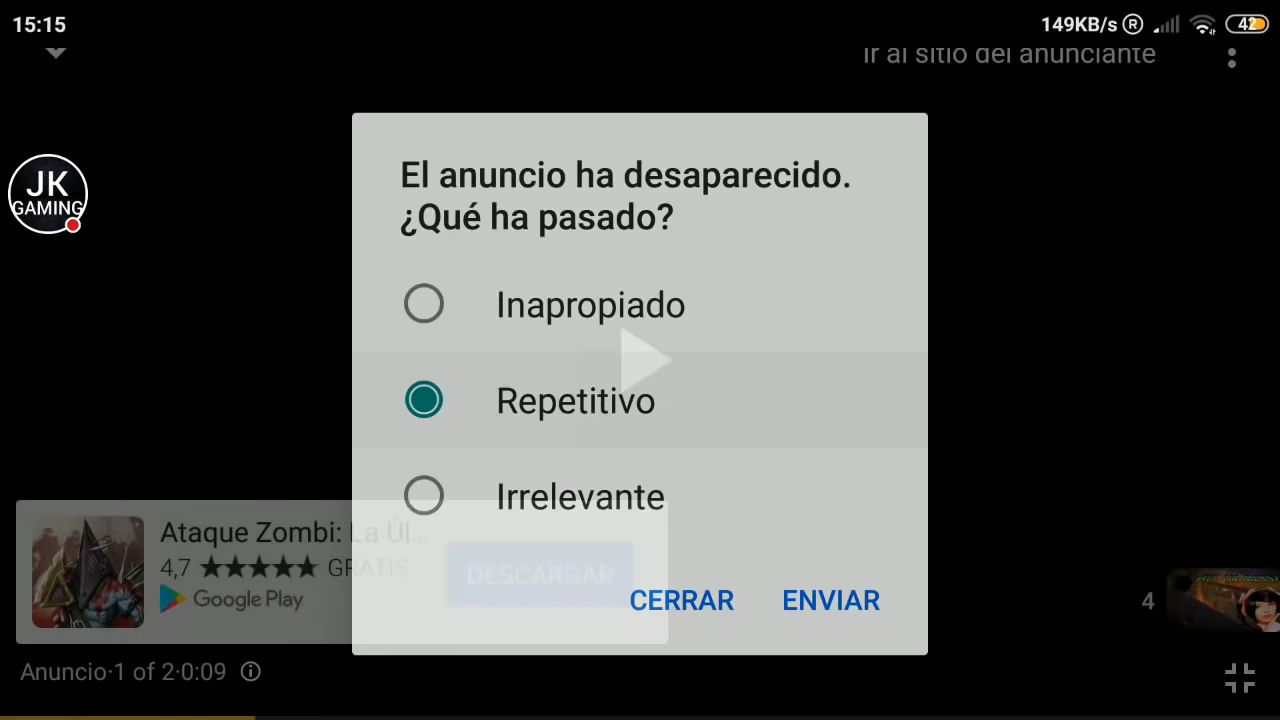 15:15
149KB/s R 42
Ir al sitio del anunciante
JK
GAMING
El anuncio ha desaparecido.
¿Qué ha pasado?
Inapropiado
Repetitivo
Irrelevante
Ataque Zombi: La Úl...
4,7 ★★★★★ GRATIS
Google Play
DESCARGAR
CERRAR
ENVIAR
4
Anuncio·1 of 2·0:09